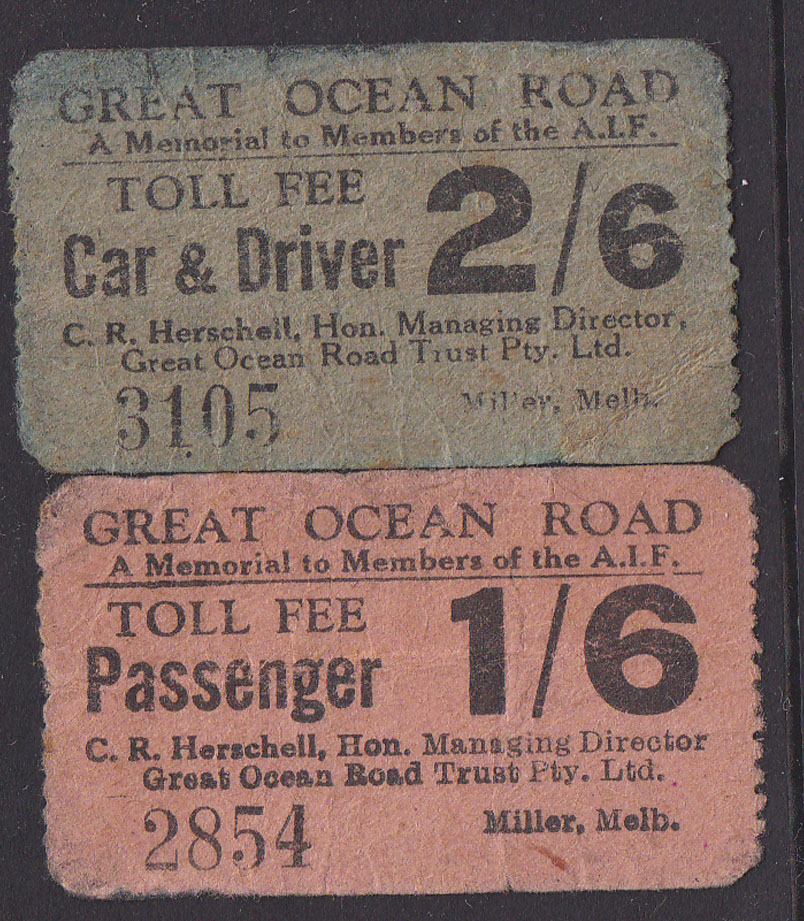 GREAT OCEAN ROAD
A Memorial to Members of the A.I.F.
TOLL FEE
Car & Driver 2/6
C. R. Herschell, Hon. Managing Director,
Great Ocean Road Trust Pty. Ltd.
3105 Miller, Melb.
GREAT OCEAN ROAD
A Memorial to Members of the A.I.F.
TOLL FEE
Passenger 1/6
C. R. Herschell, Hon. Managing Director
Great Ocean Road Trust Pty. Ltd.
2854 Miller, Melb.